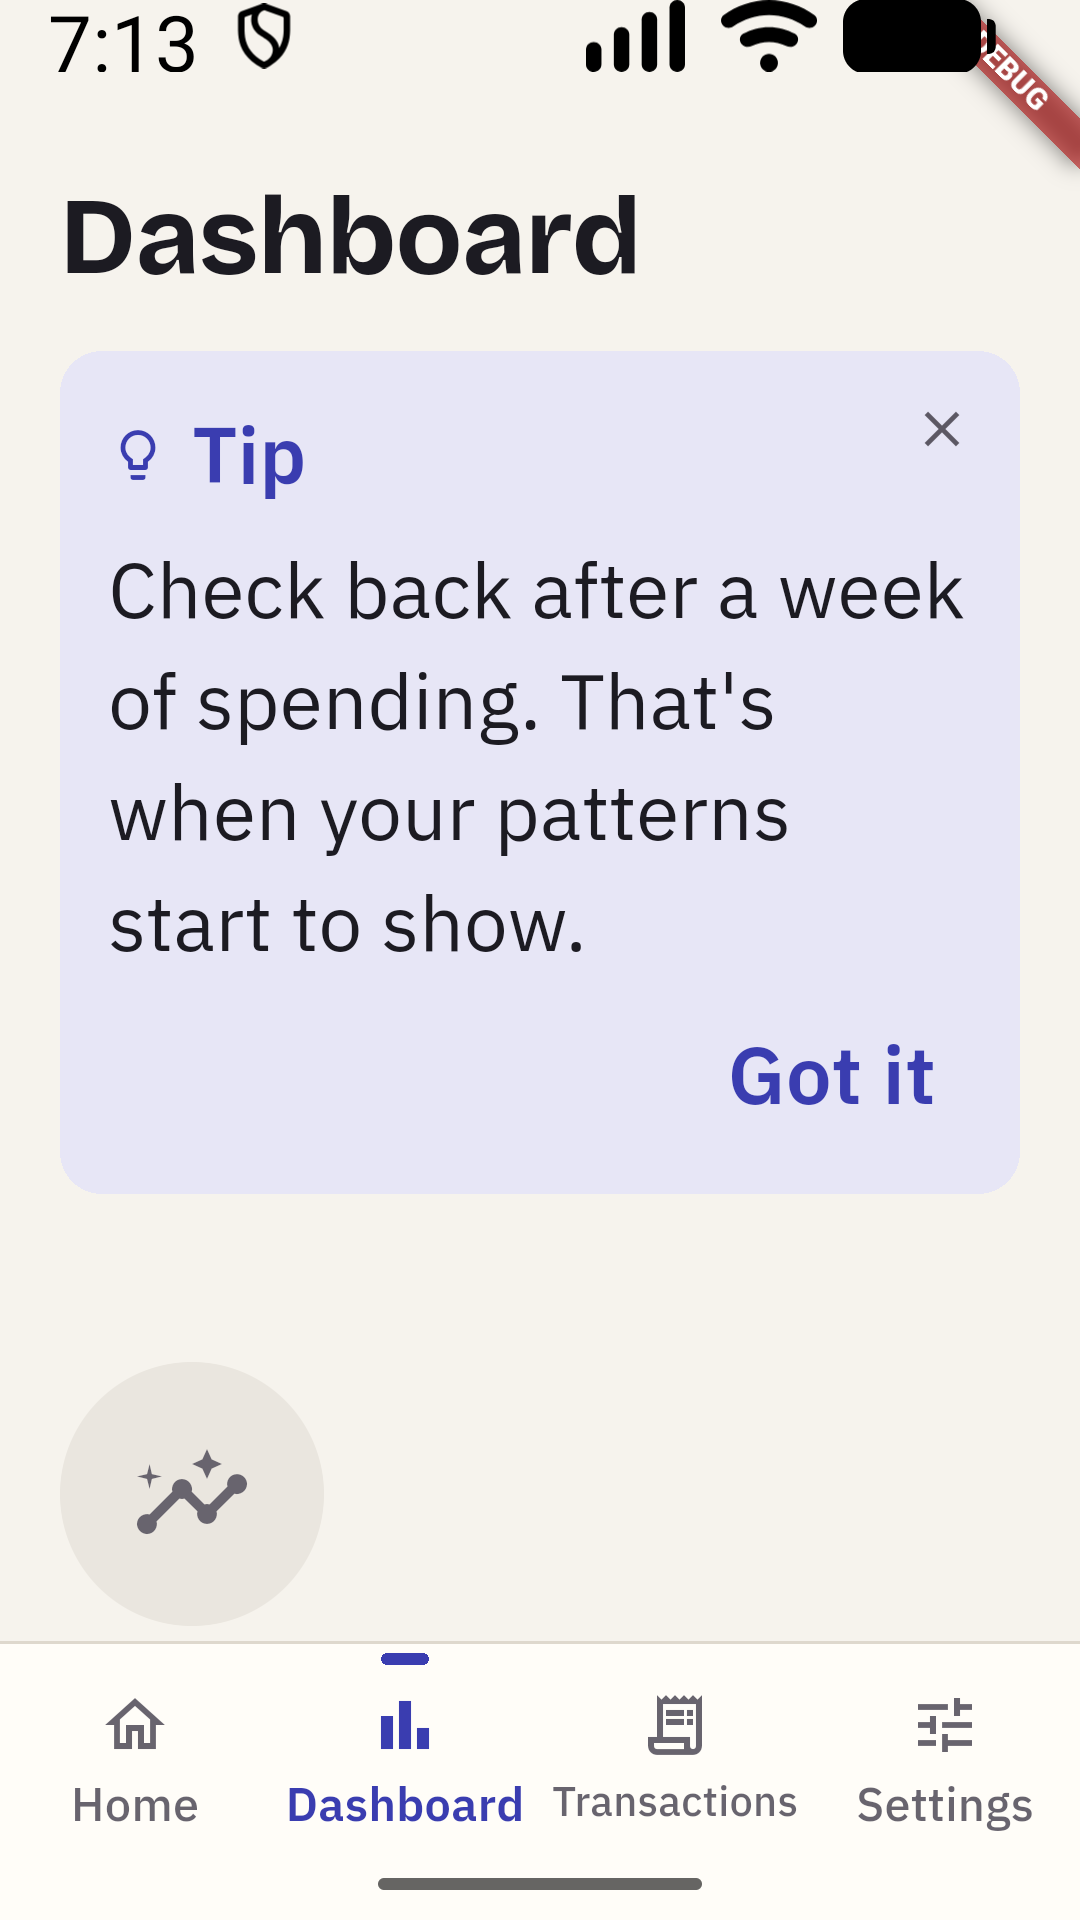 7:13
DEBUG
Dashboard
Tip
Check back after a week
of spending. That's
when your patterns
start to show.
Got it
Home
Dashboard
Transactions
Settings